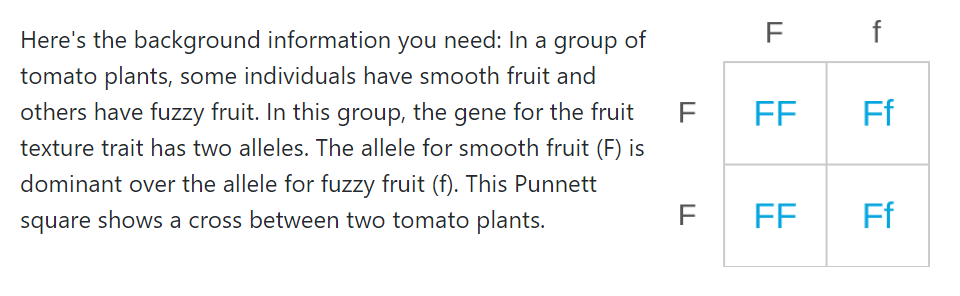 Here's the background information you need: In a group of
tomato plants, some individuals have smooth fruit and
others have fuzzy fruit. In this group, the gene for the fruit
texture trait has two alleles. The allele for smooth fruit (F) is
dominant over the allele for fuzzy fruit (f). This Punnett
square shows a cross between two tomato plants.
F f
F FF Ff
F FF Ff